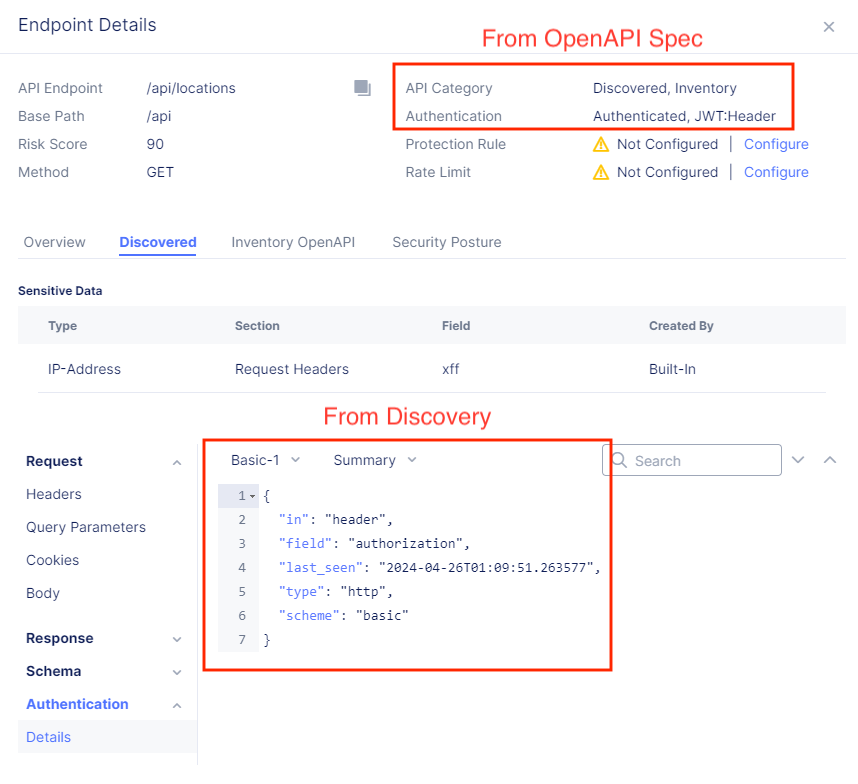 Endpoint Details
From OpenAPI Spec
API Endpoint /api/locations
Base Path /api
Risk Score 90
Method GET
API Category Discovered, Inventory
Authentication Authenticated, JWT:Header
Protection Rule Not Configured | Configure
Rate Limit Not Configured | Configure
Overview Discovered Inventory OpenAPI Security Posture
Sensitive Data
Type Section Field Created By
IP-Address Request Headers xff Built-In
From Discovery
Request
Headers
Query Parameters
Cookies
Body
Response
Schema
Authentication
Details
Basic-1 Summary Search
1 {
2 "in": "header",
3 "field": "authorization",
4 "last_seen": "2024-04-26T01:09:51.263577",
5 "type": "http",
6 "scheme": "basic"
7 }